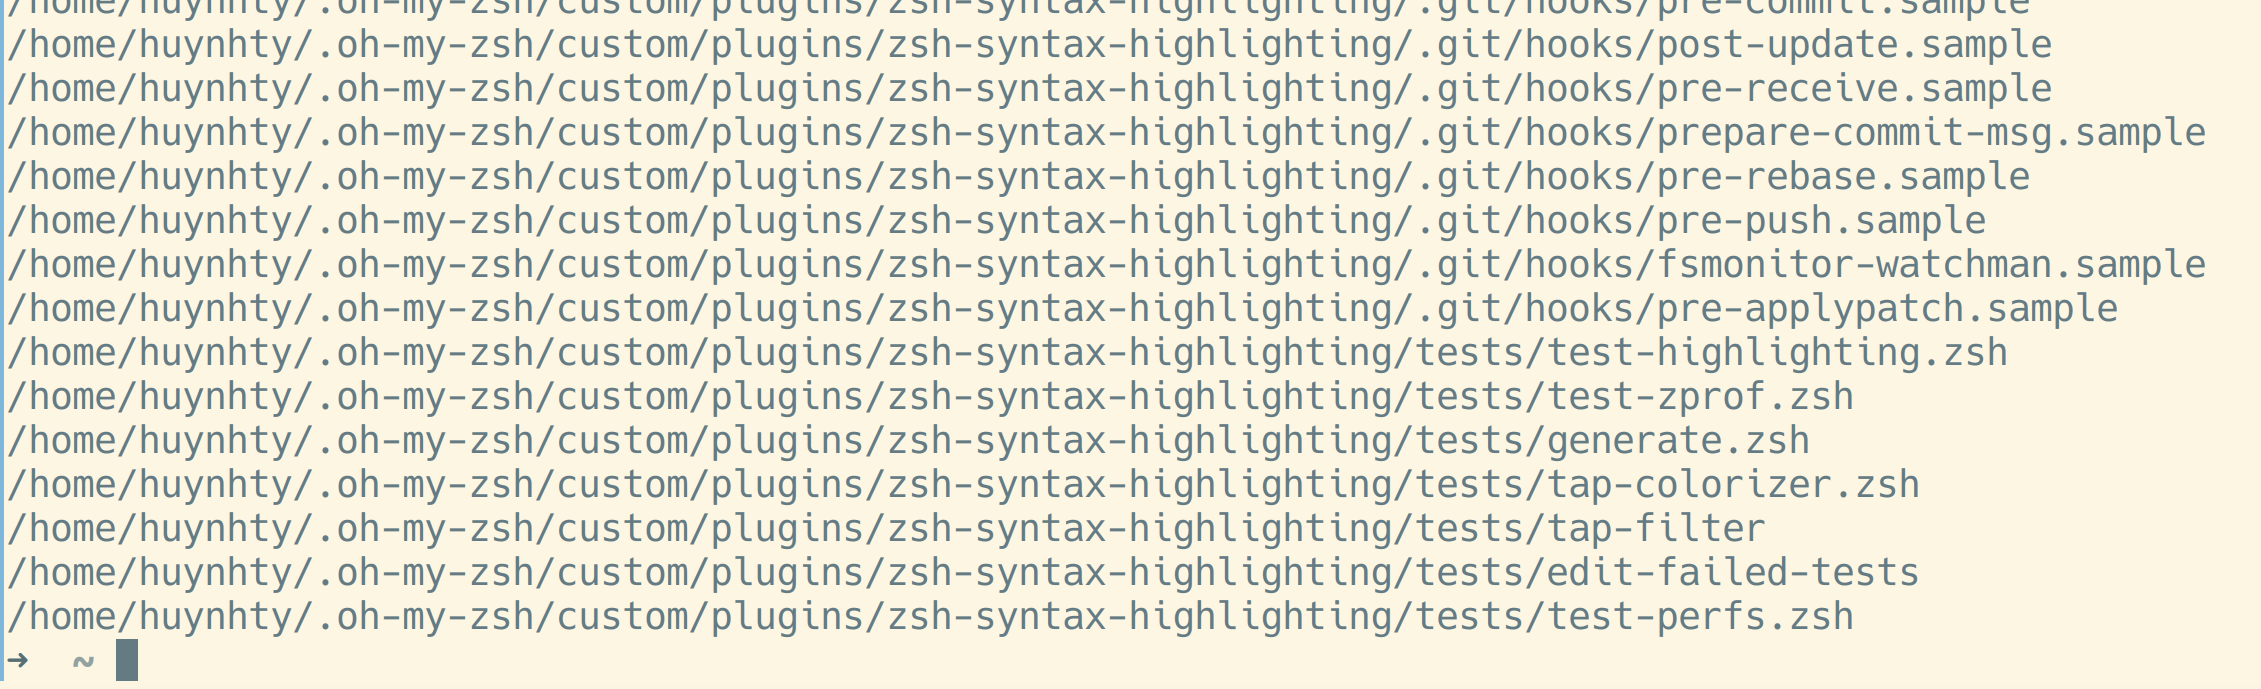 /home/huynhty/.oh-my-zsh/custom/plugins/zsh-syntax-highlighting/.git/hooks/pre-commit.sample
/home/huynhty/.oh-my-zsh/custom/plugins/zsh-syntax-highlighting/.git/hooks/post-update.sample
/home/huynhty/.oh-my-zsh/custom/plugins/zsh-syntax-highlighting/.git/hooks/pre-receive.sample
/home/huynhty/.oh-my-zsh/custom/plugins/zsh-syntax-highlighting/.git/hooks/prepare-commit-msg.sample
/home/huynhty/.oh-my-zsh/custom/plugins/zsh-syntax-highlighting/.git/hooks/pre-rebase.sample
/home/huynhty/.oh-my-zsh/custom/plugins/zsh-syntax-highlighting/.git/hooks/pre-push.sample
/home/huynhty/.oh-my-zsh/custom/plugins/zsh-syntax-highlighting/.git/hooks/fsmonitor-watchman.sample
/home/huynhty/.oh-my-zsh/custom/plugins/zsh-syntax-highlighting/.git/hooks/pre-applypatch.sample
/home/huynhty/.oh-my-zsh/custom/plugins/zsh-syntax-highlighting/tests/test-highlighting.zsh
/home/huynhty/.oh-my-zsh/custom/plugins/zsh-syntax-highlighting/tests/test-zprof.zsh
/home/huynhty/.oh-my-zsh/custom/plugins/zsh-syntax-highlighting/tests/generate.zsh
/home/huynhty/.oh-my-zsh/custom/plugins/zsh-syntax-highlighting/tests/tap-colorizer.zsh
/home/huynhty/.oh-my-zsh/custom/plugins/zsh-syntax-highlighting/tests/tap-filter
/home/huynhty/.oh-my-zsh/custom/plugins/zsh-syntax-highlighting/tests/edit-failed-tests
/home/huynhty/.oh-my-zsh/custom/plugins/zsh-syntax-highlighting/tests/test-perfs.zsh
➜ ~